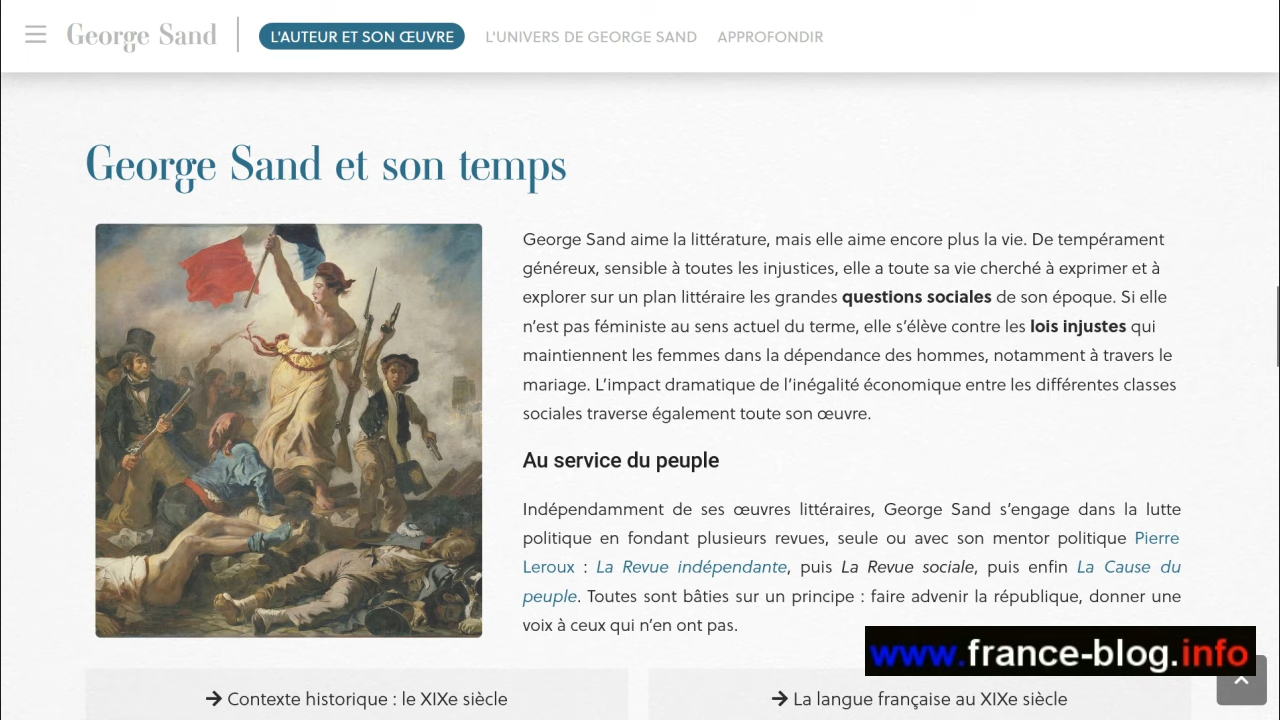 George Sand
L'AUTEUR ET SON ŒUVRE
L'UNIVERS DE GEORGE SAND
APPROFONDIR
George Sand et son temps
George Sand aime la littérature, mais elle aime encore plus la vie. De tempérament
généreux, sensible à toutes les injustices, elle a toute sa vie cherché à exprimer et à
explorer sur un plan littéraire les grandes questions sociales de son époque. Si elle
n’est pas féministe au sens actuel du terme, elle s’élève contre les lois injustes qui
maintiennent les femmes dans la dépendance des hommes, notamment à travers le
mariage. L’impact dramatique de l’inégalité économique entre les différentes classes
sociales traverse également toute son œuvre.
Au service du peuple
Indépendamment de ses œuvres littéraires, George Sand s’engage dans la lutte
politique en fondant plusieurs revues, seule ou avec son mentor politique Pierre
Leroux : La Revue indépendante, puis La Revue sociale, puis enfin La Cause du
peuple. Toutes sont bâties sur un principe : faire advenir la république, donner une
voix à ceux qui n’en ont pas.
www.france-blog.info
→ Contexte historique : le XIXe siècle
→ La langue française au XIXe siècle